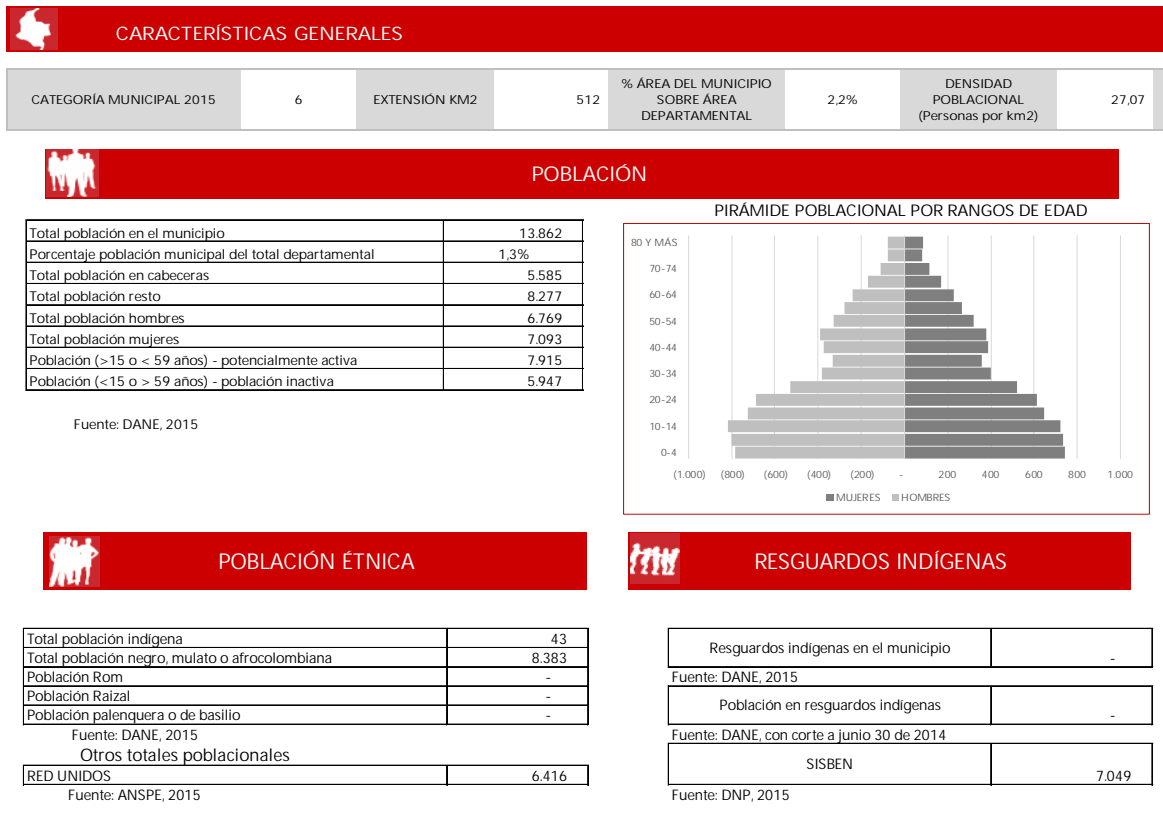 CARACTERÍSTICAS GENERALES
CATEGORÍA MUNICIPAL 2015 6 EXTENSIÓN KM2 512 % ÁREA DEL MUNICIPIO SOBRE ÁREA DEPARTAMENTAL 2,2% DENSIDAD POBLACIONAL (Personas por km2) 27,07
POBLACIÓN
Total población en el municipio 13.862
Porcentaje población municipal del total departamental 1,3%
Total población en cabeceras 5.585
Total población resto 8.277
Total población hombres 6.769
Total población mujeres 7.093
Población (>15 o < 59 años) - potencialmente activa 7.915
Población (<15 o > 59 años) - población inactiva 5.947
Fuente: DANE, 2015
PIRÁMIDE POBLACIONAL POR RANGOS DE EDAD
80 Y MÁS
70-74
60-64
50-54
40-44
30-34
20-24
10-14
0-4
(1.000) (800) (600) (400) (200) - 200 400 600 800 1.000
MUJERES HOMBRES
POBLACIÓN ÉTNICA
Total población indígena 43
Total población negro, mulato o afrocolombiana 8.383
Población Rom -
Población Raizal -
Población palenquera o de basilio -
Fuente: DANE, 2015
Otros totales poblacionales
RED UNIDOS 6.416
Fuente: ANSPE, 2015
RESGUARDOS INDÍGENAS
Resguardos indígenas en el municipio -
Fuente: DANE, 2015
Población en resguardos indígenas -
Fuente: DANE, con corte a junio 30 de 2014
SISBEN 7.049
Fuente: DNP, 2015